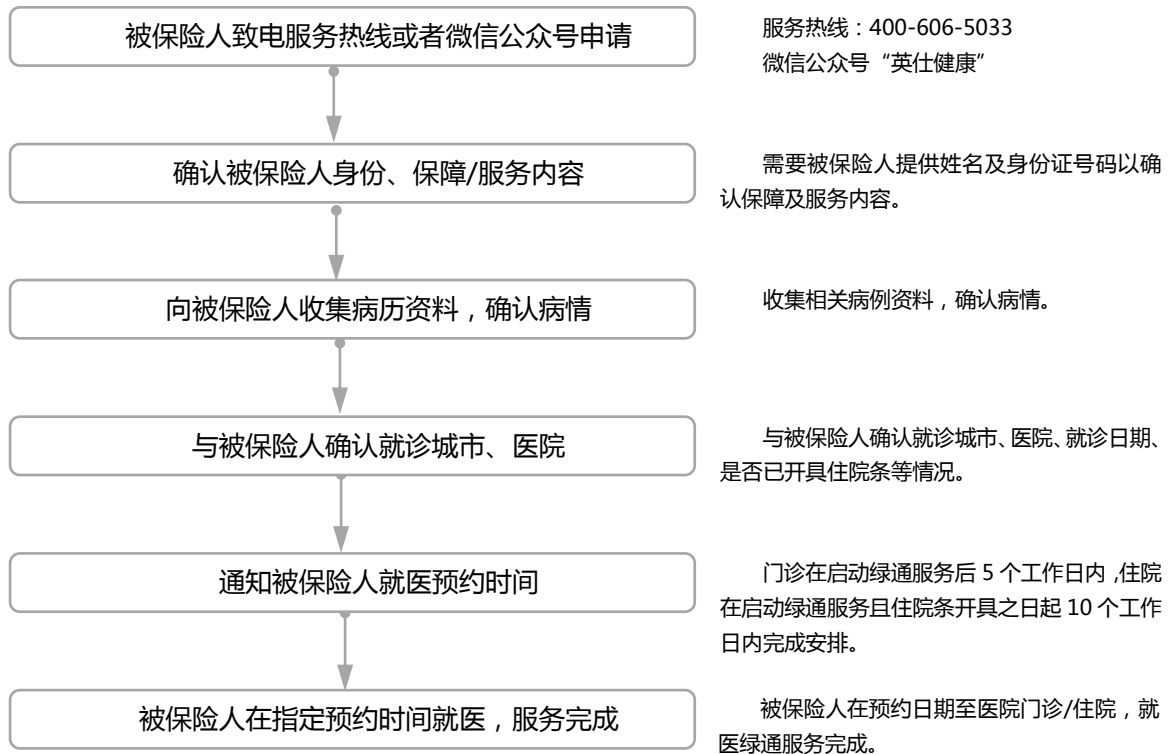 被保险人致电服务热线或者微信公众号申请
服务热线：400-606-5033
微信公众号“英仕健康”
确认被保险人身份、保障/服务内容
需要被保险人提供姓名及身份证号码以确
认保障及服务内容。
向被保险人收集病历资料，确认病情
收集相关病例资料，确认病情。
与被保险人确认就诊城市、医院
与被保险人确认就诊城市、医院、就诊日期、
是否已开具住院条等情况。
通知被保险人就医预约时间
门诊在启动绿通服务后 5 个工作日内 ,住院
在启动绿通服务且住院条开具之日起 10 个工作
日内完成安排。
被保险人在指定预约时间就医，服务完成
被保险人在预约日期至医院门诊/住院，就
医绿通服务完成。